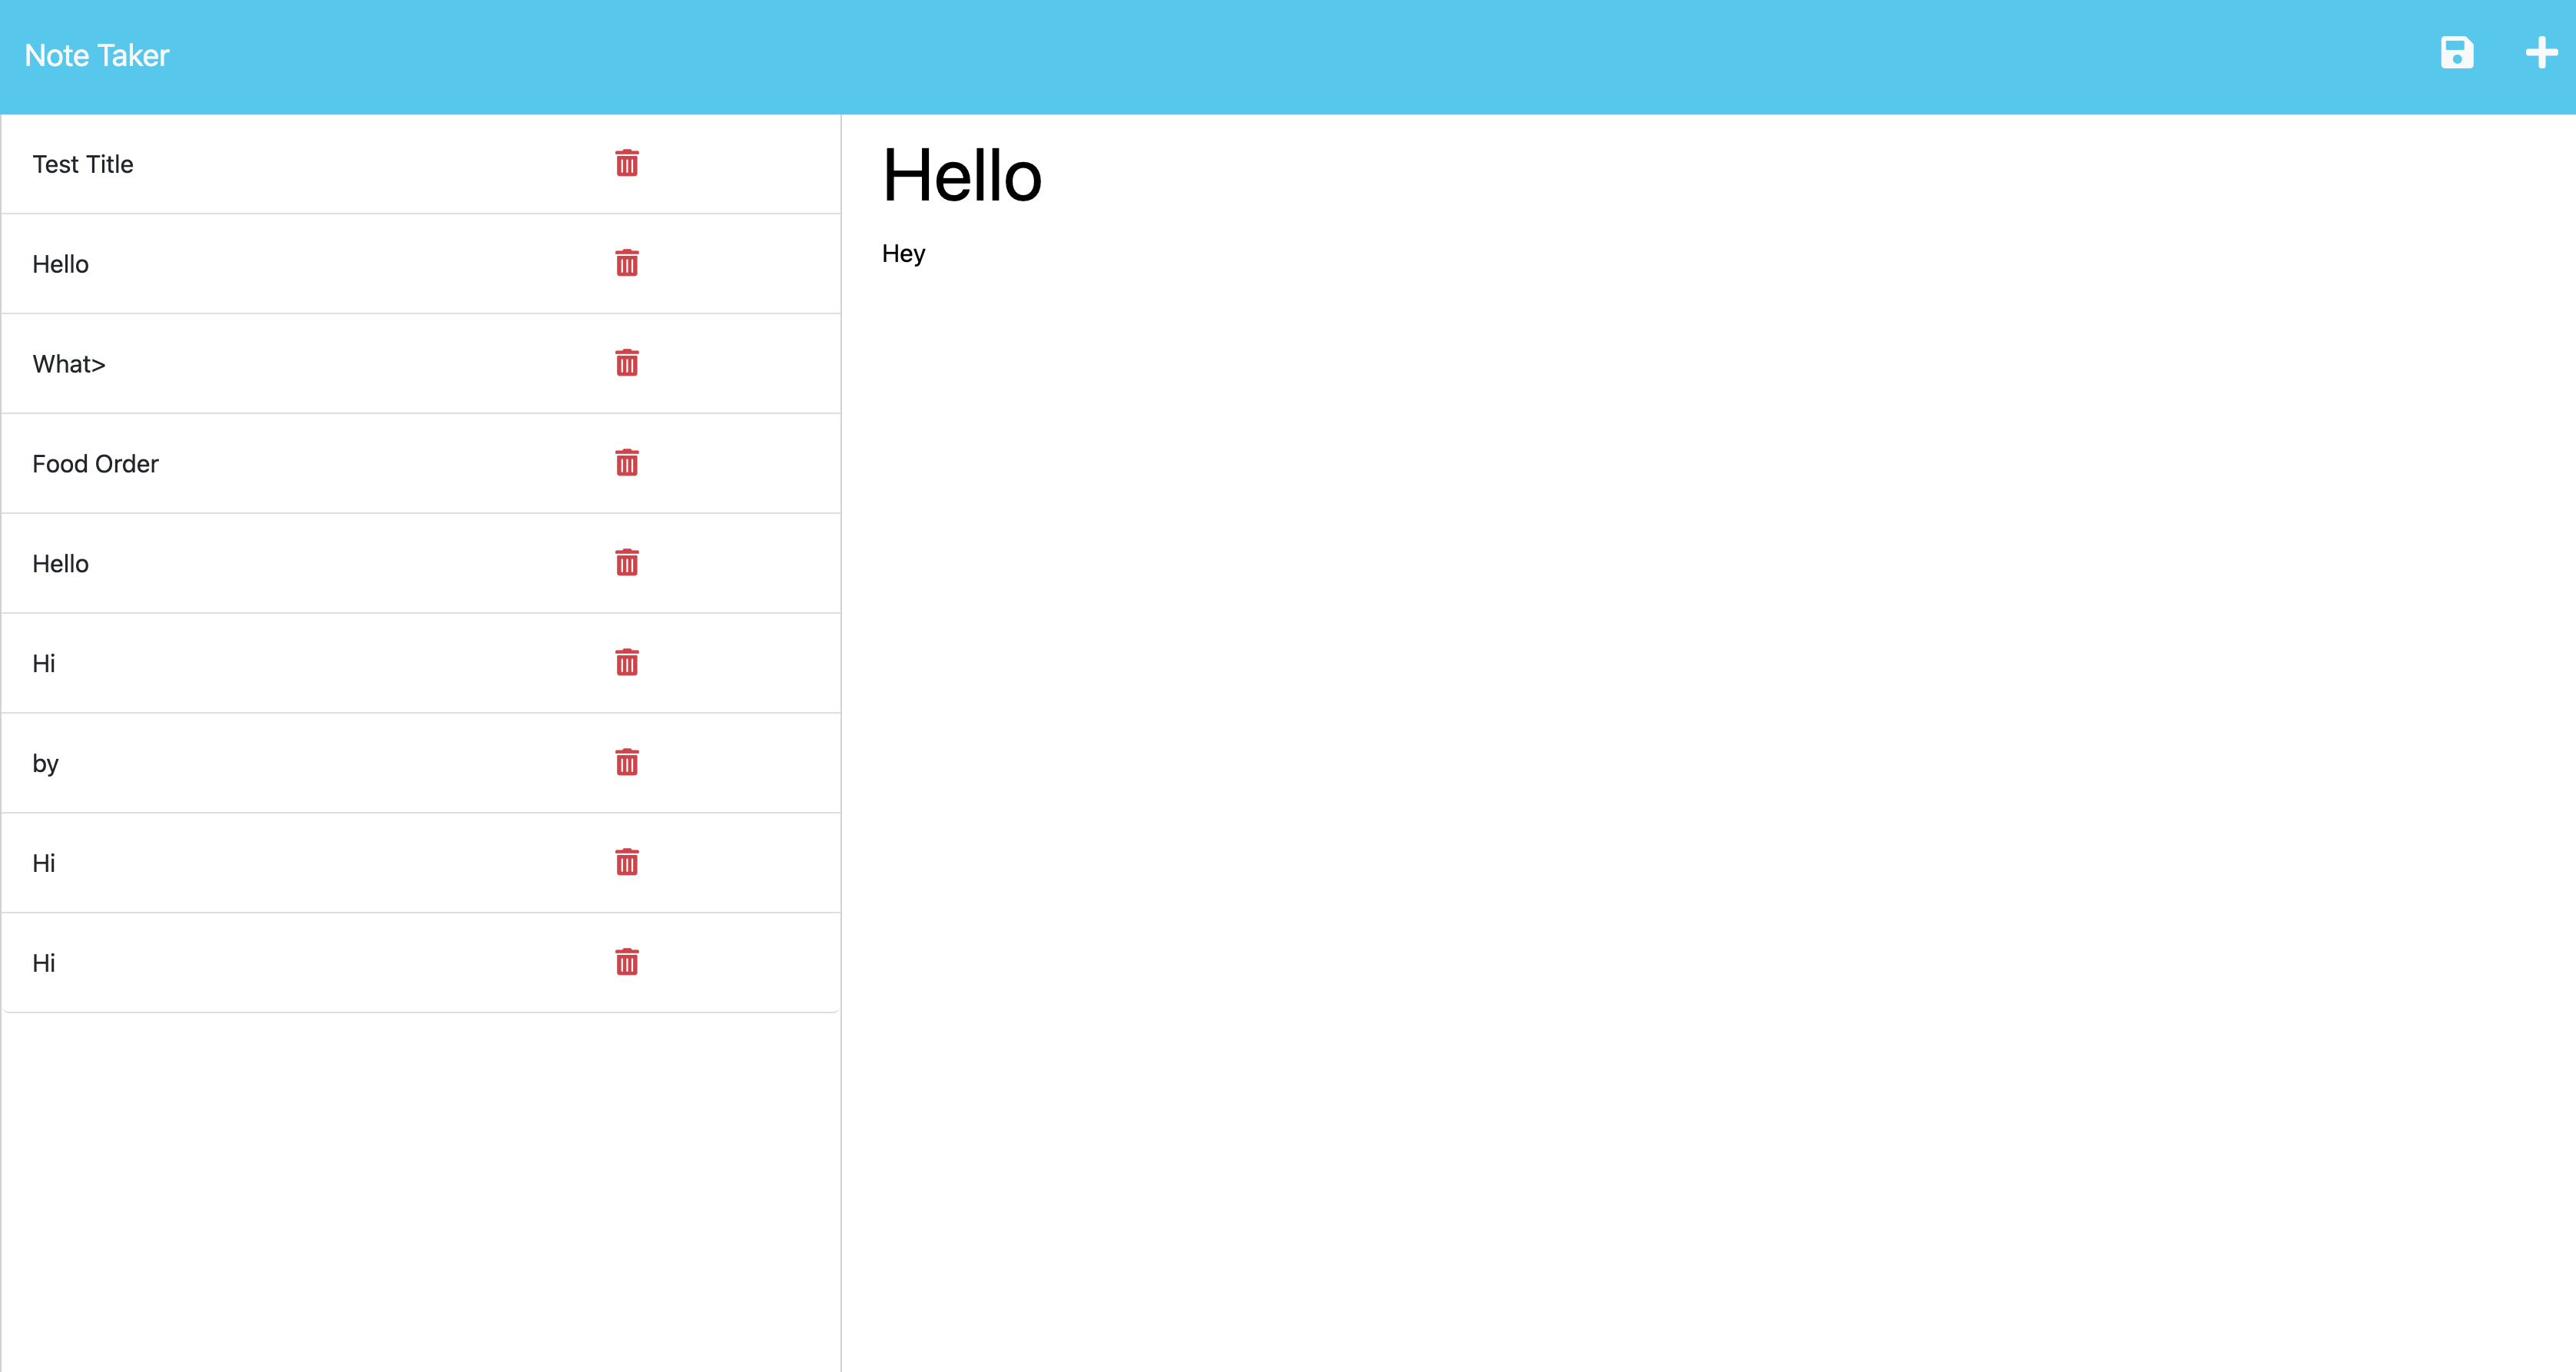 Note Taker
Test Title
Hello
What>
Food Order
Hello
Hi
by
Hi
Hi
Hello
Hey